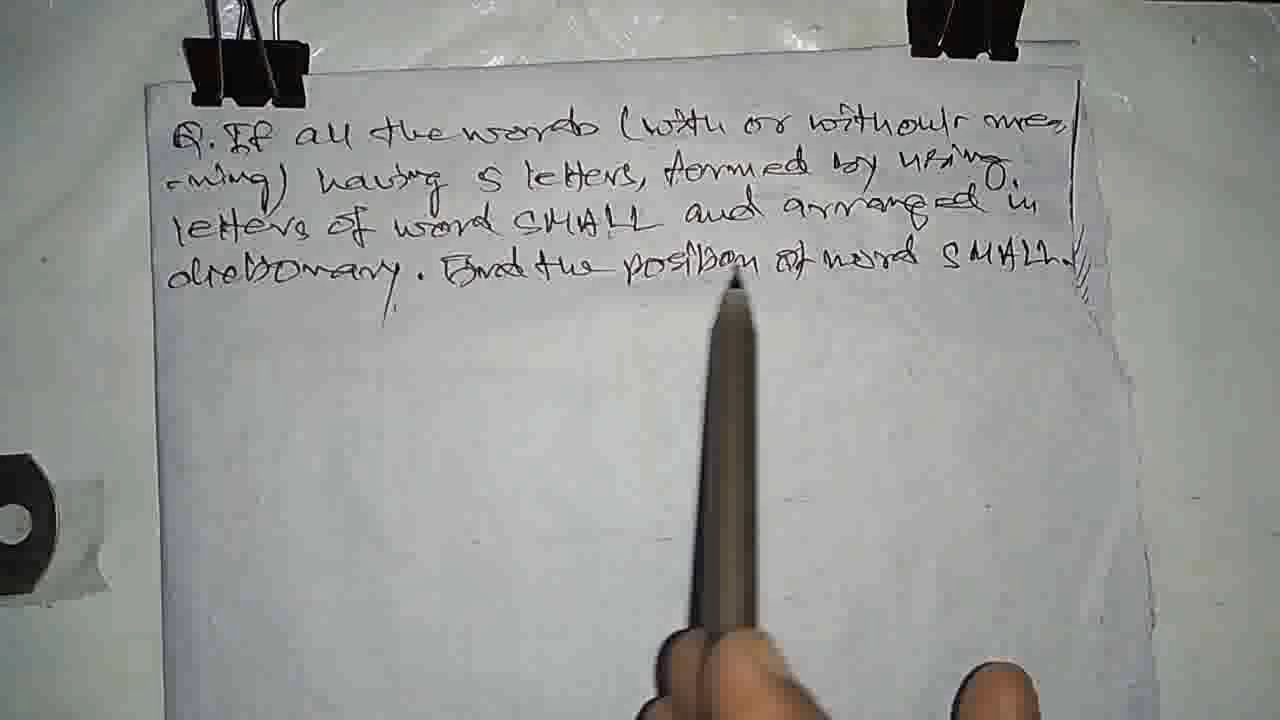 Q. If all the words (with or without mea-
-ning) having 5 letters, formed by using
letters of word SMALL and arranged in
dictionary. Find the position of word SMALL.